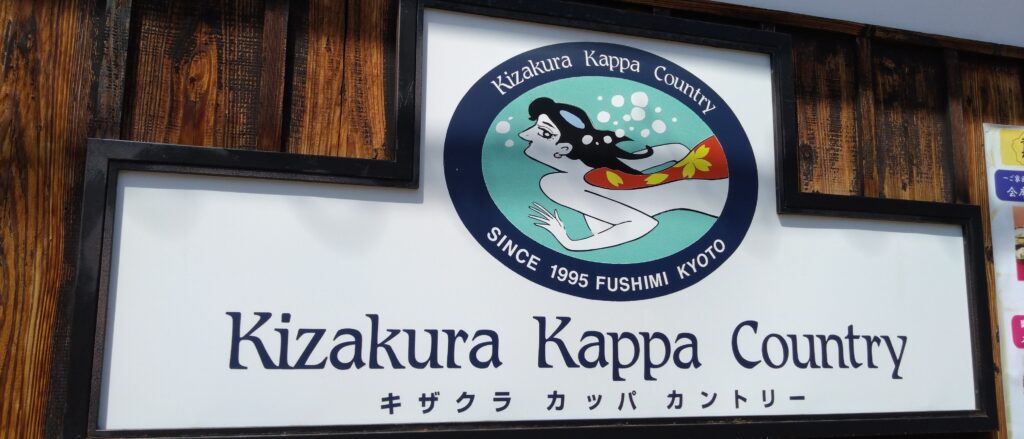 Kizakura Kappa Country
SINCE 1995 FUSHIMI KYOTO
Kizakura Kappa Country
キザクラ カッパ カントリー